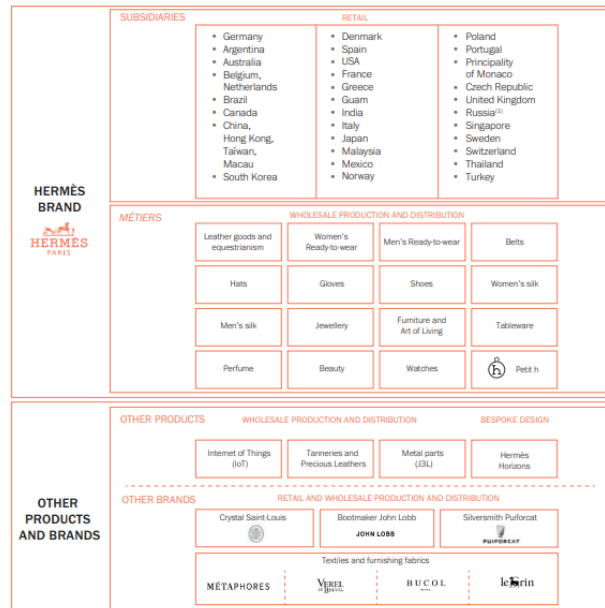 SUBSIDIARIES
RETAIL
• Germany
• Argentina
• Australia
• Belgium,
Netherlands
• Brazil
• Canada
• China,
Hong Kong,
Taïwan,
Macau
• South Korea
• Denmark
• Spain
• USA
• France
• Greece
• Guam
• India
• Italy
• Japan
• Malaysia
• Mexico
• Norway
• Poland
• Portugal
• Principality
of Monaco
• Czech Republic
• United Kingdom
• Russia(1)
• Singapore
• Sweden
• Switzerland
• Thailand
• Turkey
HERMÈS
BRAND
HERMÈS
PARIS
MÉTIERS
WHOLESALE PRODUCTION AND DISTRIBUTION
Leather goods and
equestrianism
Women's
Ready-to-wear
Men's Ready-to-wear
Belts
Hats
Gloves
Shoes
Women's silk
Men's silk
Jewellery
Furniture and
Art of Living
Tableware
Perfume
Beauty
Watches
h
Petit h
OTHER
PRODUCTS
AND BRANDS
OTHER PRODUCTS
WHOLESALE PRODUCTION AND DISTRIBUTION
BESPOKE DESIGN
Internet of Things
(IoT)
Tanneries and
Precious Leathers
Metal parts
(J3L)
Hermès
Horizons
OTHER BRANDS
RETAIL AND WHOLESALE PRODUCTION AND DISTRIBUTION
Crystal Saint-Louis
Bootmaker John Lobb
JOHN LOBB
Silversmith Puiforcat
PUIFORCAT
Textiles and furnishing fabrics
MÉTAPHORES
VEREL
DE BELVAL
BUCOL
le crin